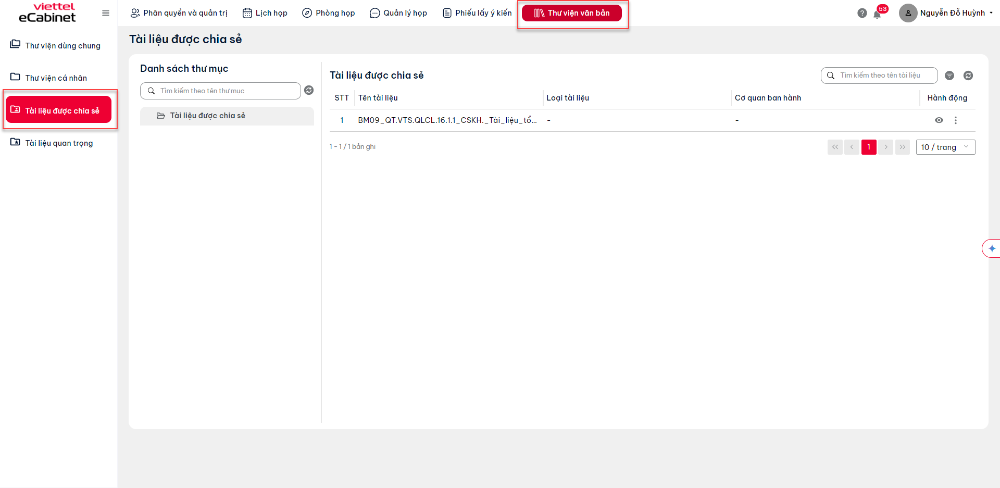 viettel
eCabinet
Phân quyền và quản trị
Lịch họp
Phòng họp
Quản lý họp
Phiếu lấy ý kiến
Thư viện văn bản
?
53
Nguyễn Đỗ Huỳnh
Thư viện dùng chung
Thư viện cá nhân
Tài liệu được chia sẻ
Tài liệu quan trọng
Tài liệu được chia sẻ
Danh sách thư mục
Tìm kiếm theo tên thư mục
Tài liệu được chia sẻ
Tài liệu được chia sẻ
Tìm kiếm theo tên tài liệu
STT Tên tài liệu Loại tài liệu Cơ quan ban hành Hành động
1 BM09_QT.VTS.QLCL.16.1.1_CSKH._Tài_liệu_tổ... - -
1 - 1 / 1 bản ghi
<< < 1 > >> 10 / trang